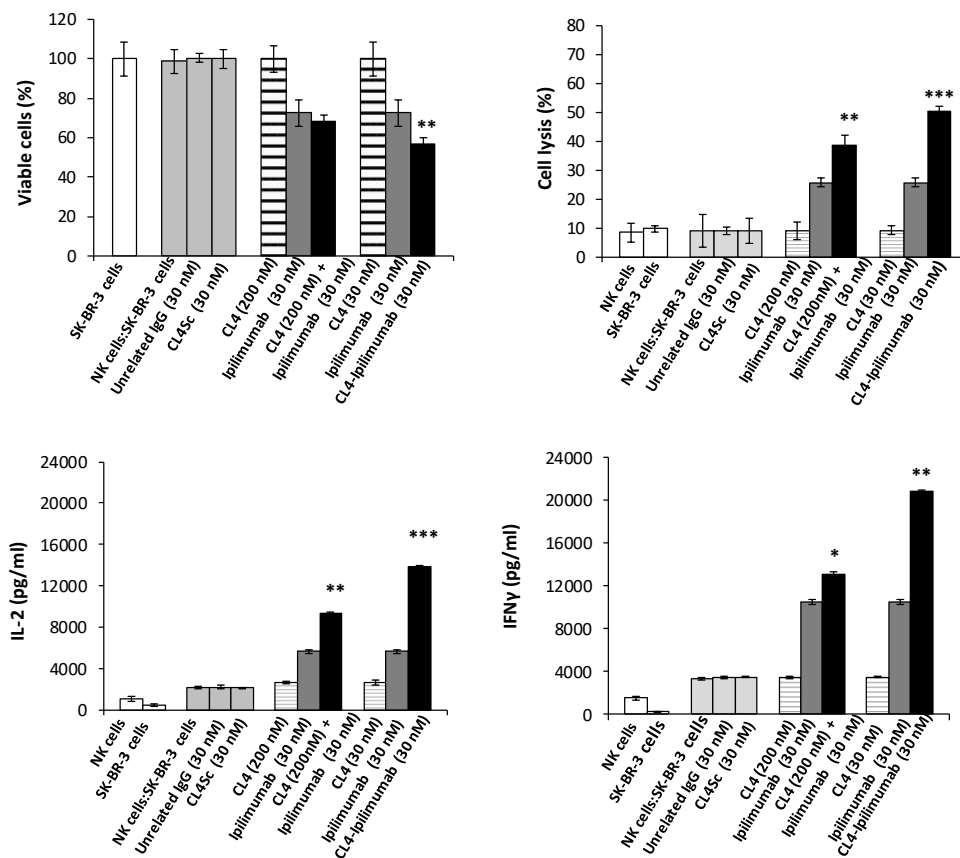 120
100
80
60
40
20
0
Viable cells (%)
**
SK-BR-3 cells
NK cells:SK-BR-3 cells
Unrelated IgG (30 nM)
CL4Sc (30 nM)
CL4 (200 nM)
Ipilimumab (30 nM)
CL4 (200 nM) +
Ipilimumab (30 nM)
CL4 (30 nM)
Ipilimumab (30 nM)
CL4-Ipilimumab (30 nM)
80
70
60
50
40
30
20
10
0
Cell lysis (%)
**
***
NK cells
SK-BR-3 cells
NK cells:SK-BR-3 cells
Unrelated IgG (30 nM)
CL4Sc (30 nM)
CL4 (200 nM)
Ipilimumab (30 nM)
CL4 (200nM) +
Ipilimumab (30 nM)
CL4 (30 nM)
Ipilimumab (30 nM)
CL4-Ipilimumab (30 nM)
24000
20000
16000
12000
8000
4000
0
IL-2 (pg/ml)
**
***
NK cells
SK-BR-3 cells
NK cells:SK-BR-3 cells
Unrelated IgG (30 nM)
CL4Sc (30 nM)
CL4 (200 nM)
Ipilimumab (30 nM)
CL4 (200nM) +
Ipilimumab (30 nM)
CL4 (30 nM)
Ipilimumab (30 nM)
CL4-Ipilimumab (30 nM)
24000
20000
16000
12000
8000
4000
0
IFNγ (pg/ml)
*
**
NK cells
SK-BR-3 cells
NK cells:SK-BR-3 cells
Unrelated IgG (30 nM)
CL4Sc (30 nM)
CL4 (200 nM)
Ipilimumab (30 nM)
CL4 (200 nM) +
Ipilimumab (30 nM)
CL4 (30 nM)
Ipilimumab (30 nM)
CL4-Ipilimumab (30 nM)